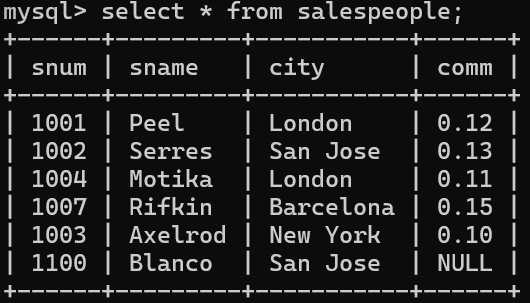 mysql> select * from salespeople;
+------+---------+-----------+------+
| snum | sname   | city      | comm |
+------+---------+-----------+------+
| 1001 | Peel    | London    | 0.12 |
| 1002 | Serres  | San Jose  | 0.13 |
| 1004 | Motika  | London    | 0.11 |
| 1007 | Rifkin  | Barcelona | 0.15 |
| 1003 | Axelrod | New York  | 0.10 |
| 1100 | Blanco  | San Jose  | NULL |
+------+---------+-----------+------+